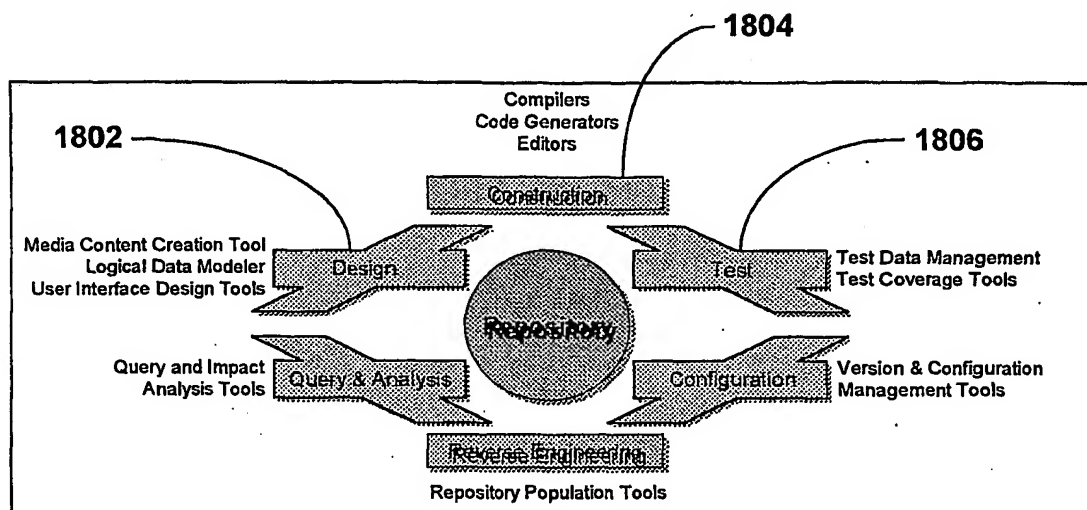 1804
Compilers
Code Generators
Editors
1802
1806
Construction
Media Content Creation Tool
Logical Data Modeler
User Interface Design Tools
Design
Test
Test Data Management
Test Coverage Tools
Repository
Query and Impact
Analysis Tools
Query & Analysis
Configuration
Version & Configuration
Management Tools
Reverse Engineering
Repository Population Tools